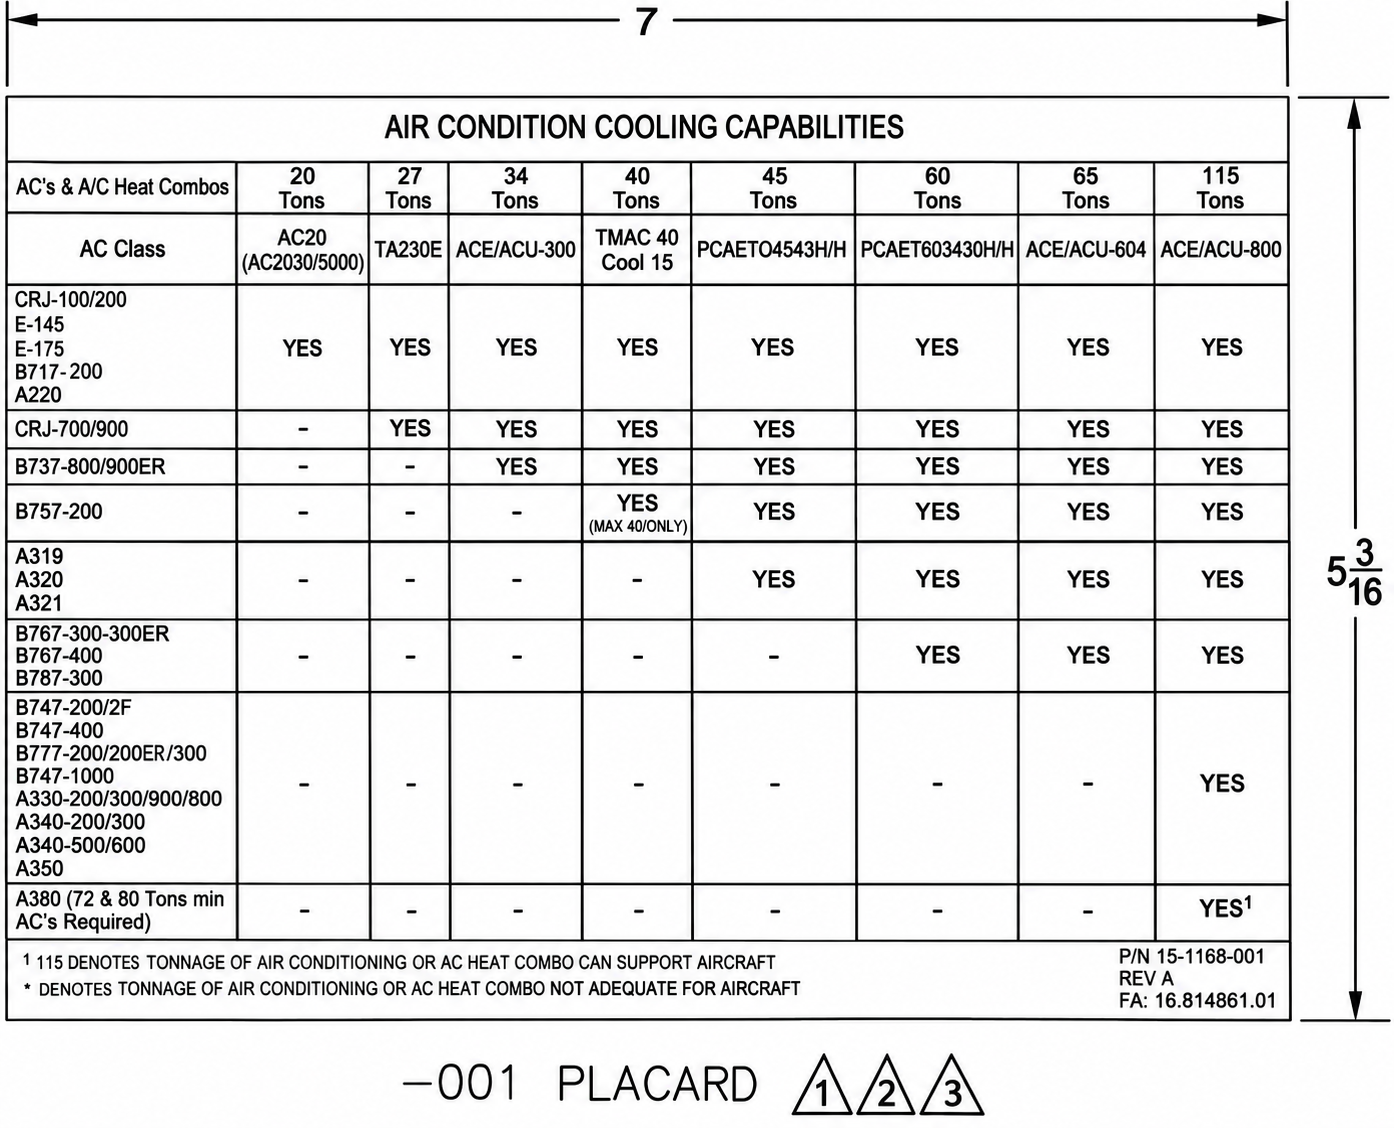 7
AIR CONDITION COOLING CAPABILITIES
AC's & A/C Heat Combos 20 Tons 27 Tons 34 Tons 40 Tons 45 Tons 60 Tons 65 Tons 115 Tons
AC Class AC20 (AC2030/5000) TA230E ACE/ACU-300 TMAC 40 Cool 15 PCAETO4543H/H PCAET603430H/H ACE/ACU-604 ACE/ACU-800
CRJ-100/200
E-145
E-175 YES YES YES YES YES YES YES YES
B717-200
A220
CRJ-700/900 - YES YES YES YES YES YES YES
B737-800/900ER - - YES YES YES YES YES YES
B757-200 - - - YES (MAX 40/ONLY) YES YES YES YES
A319
A320 - - - - YES YES YES YES
A321
5 3/16
B767-300-300ER
B767-400 - - - - - YES YES YES
B787-300
B747-200/2F
B747-400
B777-200/200ER/300
B747-1000 - - - - - - - YES
A330-200/300/900/800
A340-200/300
A340-500/600
A350
A380 (72 & 80 Tons min
AC's Required) - - - - - - - YES¹
¹ 115 DENOTES TONNAGE OF AIR CONDITIONING OR AC HEAT COMBO CAN SUPPORT AIRCRAFT
* DENOTES TONNAGE OF AIR CONDITIONING OR AC HEAT COMBO NOT ADEQUATE FOR AIRCRAFT
P/N 15-1168-001
REV A
FA: 16.814861.01
-001 PLACARD 1 2 3